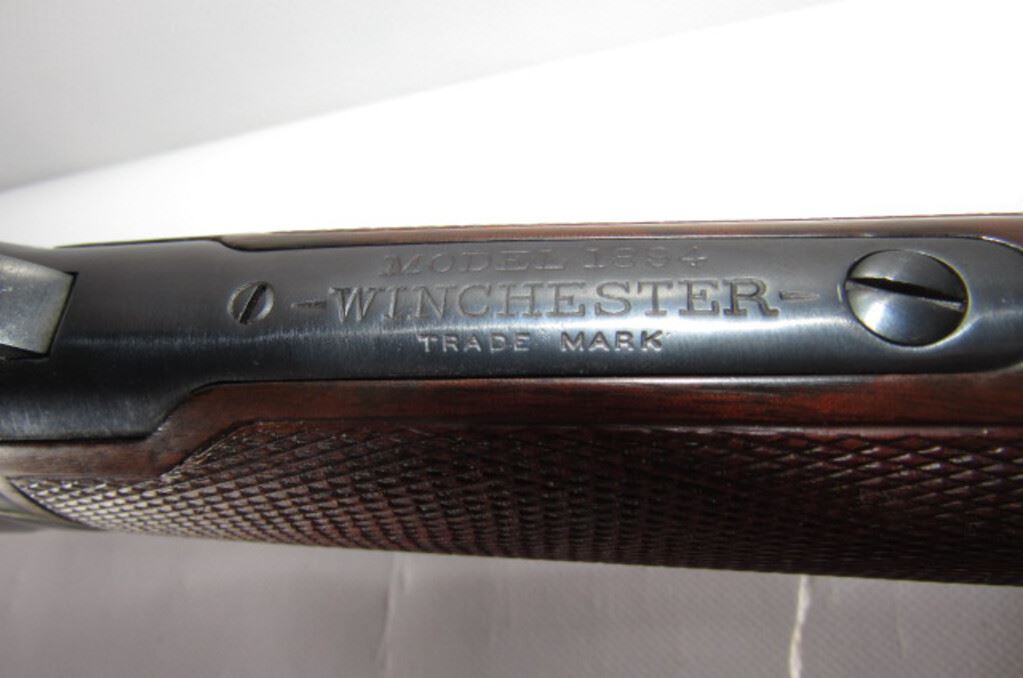 MODEL 1894
-WINCHESTER-
TRADE MARK